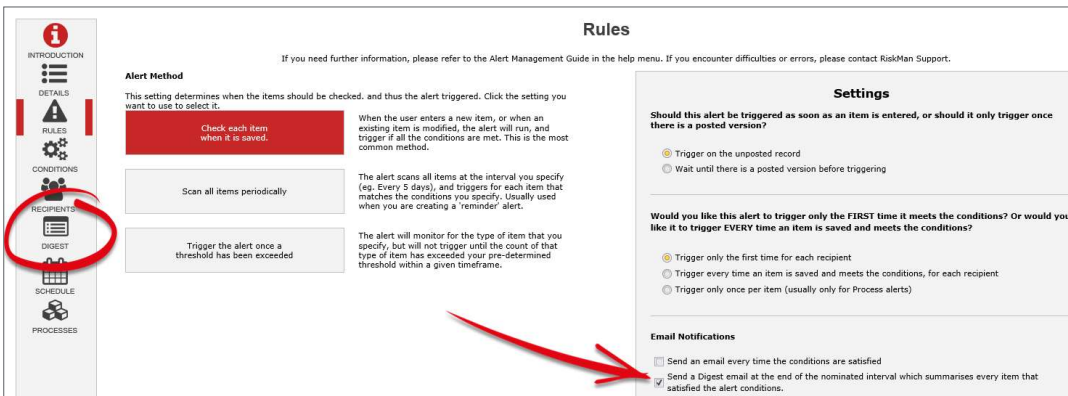 Rules
If you need further information, please refer to the Alert Management Guide in the help menu. If you encounter difficulties or errors, please contact RiskMan Support.
INTRODUCTION
DETAILS
RULES
CONDITIONS
RECIPIENTS
DIGEST
SCHEDULE
PROCESSES
Alert Method
This setting determines when the items should be checked. and thus the alert triggered. Click the setting you
want to use to select it.
Check each item
when it is saved.
When the user enters a new item, or when an
existing item is modified, the alert will run, and
trigger if all the conditions are met. This is the most
common method.
Scan all items periodically
The alert scans all items at the interval you specify
(eg. Every 5 days), and triggers for each item that
matches the conditions you specify. Usually used
when you are creating a 'reminder' alert.
Trigger the alert once a
threshold has been exceeded
The alert will monitor for the type of item that you
specify, but will not trigger until the count of that
type of item has exceeded your pre-determined
threshold within a given timeframe.
Settings
Should this alert be triggered as soon as an item is entered, or should it only trigger once
there is a posted version?
Trigger on the unposted record
Wait until there is a posted version before triggering
Would you like this alert to trigger only the FIRST time it meets the conditions? Or would you
like it to trigger EVERY time an item is saved and meets the conditions?
Trigger only the first time for each recipient
Trigger every time an item is saved and meets the conditions, for each recipient
Trigger only once per item (usually only for Process alerts)
Email Notifications
Send an email every time the conditions are satisfied
Send a Digest email at the end of the nominated interval which summarises every item that
satisfied the alert conditions.